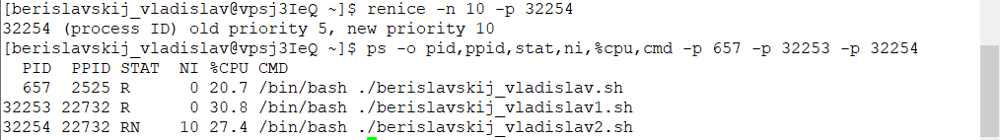 [berislavskij_vladislav@vpsj3IeQ ~]$ renice -n 10 -p 32254
32254 (process ID) old priority 5, new priority 10
[berislavskij_vladislav@vpsj3IeQ ~]$ ps -o pid,ppid,stat,ni,%cpu,cmd -p 657 -p 32253 -p 32254
  PID  PPID STAT  NI %CPU CMD
  657  2525 R      0 20.7 /bin/bash ./berislavskij_vladislav.sh
32253 22732 R      0 30.8 /bin/bash ./berislavskij_vladislav1.sh
32254 22732 RN    10 27.4 /bin/bash ./berislavskij_vladislav2.sh